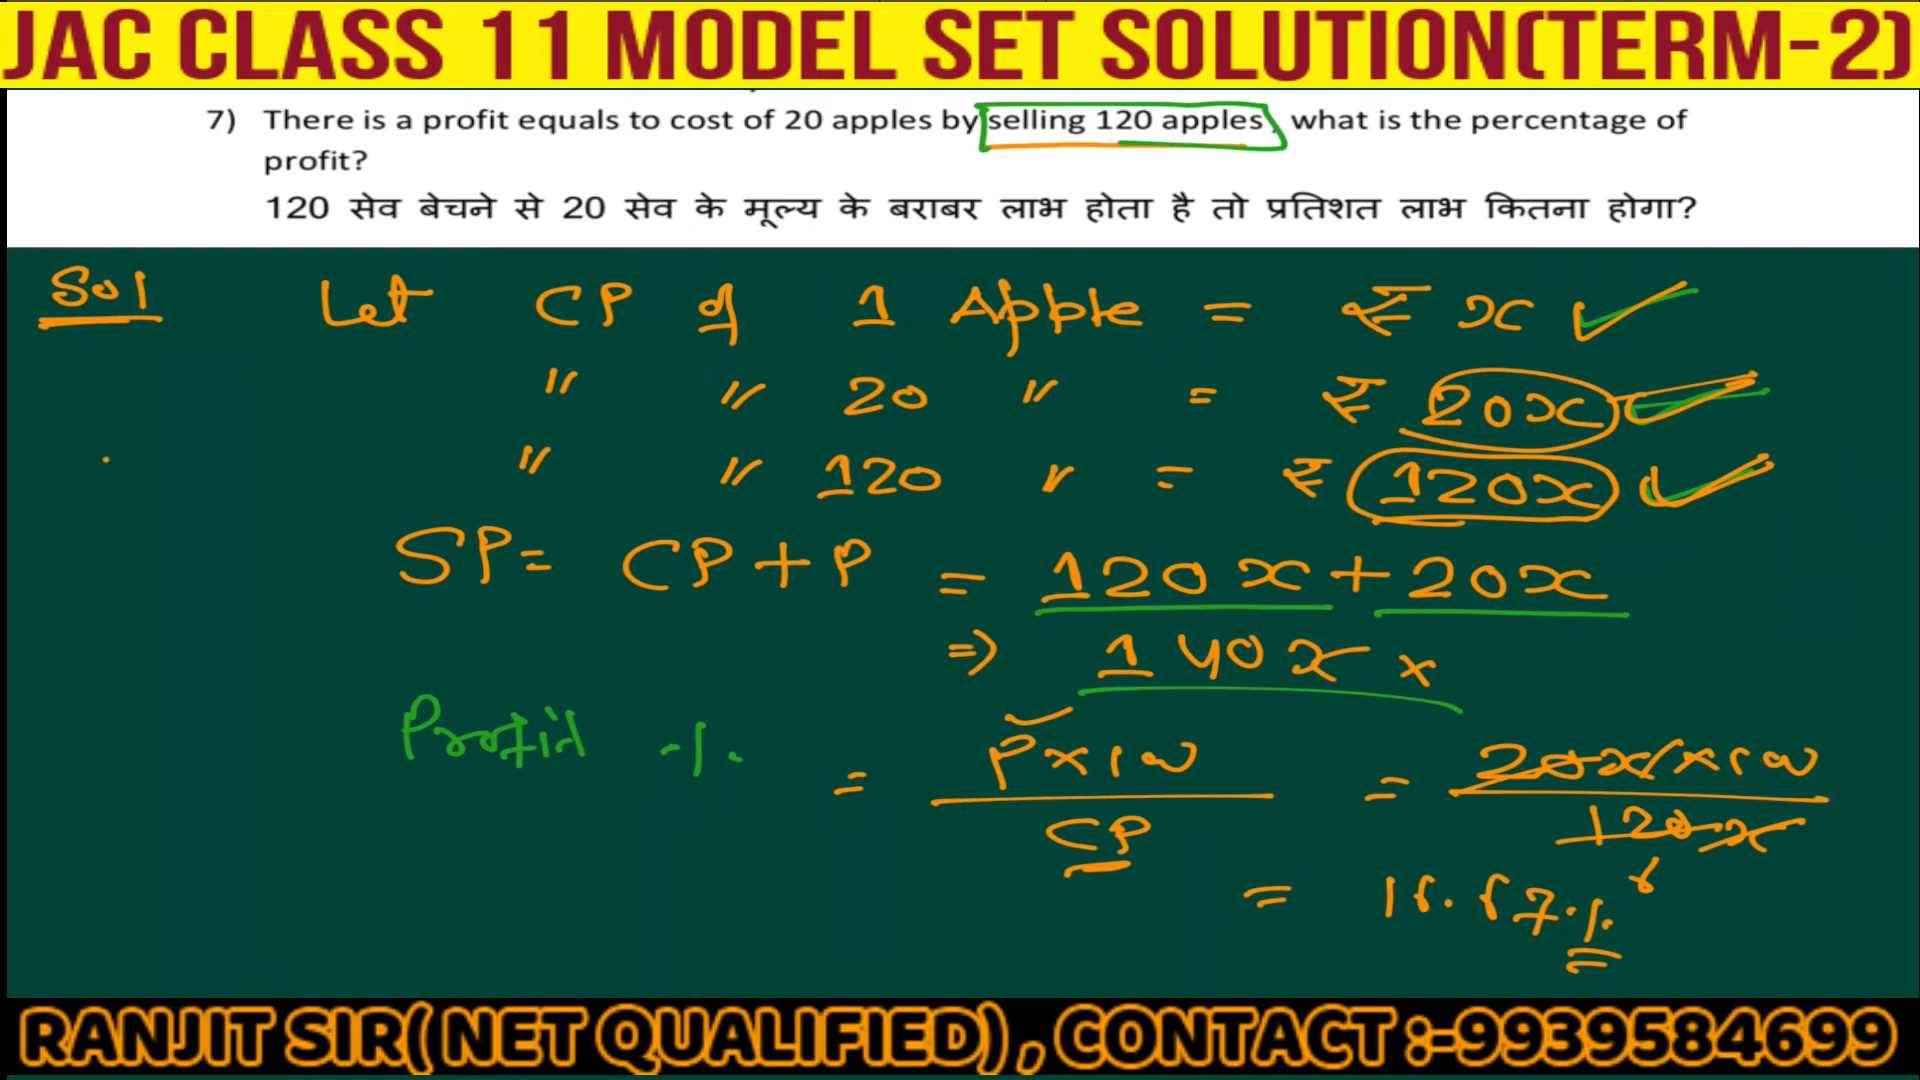 JAC CLASS 11 MODEL SET SOLUTION(TERM-2)
7) There is a profit equals to cost of 20 apples by selling 120 apples, what is the percentage of
profit?
120 सेव बेचने से 20 सेव के मूल्य के बराबर लाभ होता है तो प्रतिशत लाभ कितना होगा?
Sol Let CP of 1 Apple = ₹ x ✓
" " 20 " = ₹ 20x ✓
" " 120 " = ₹ 120x ✓
SP = CP + P = 120x + 20x
⇒ 140x x
Profit % = P×100 / CP = 20x×100 / 120x
6
= 16.67%
RANJIT SIR( NET QUALIFIED) , CONTACT :-9939584699